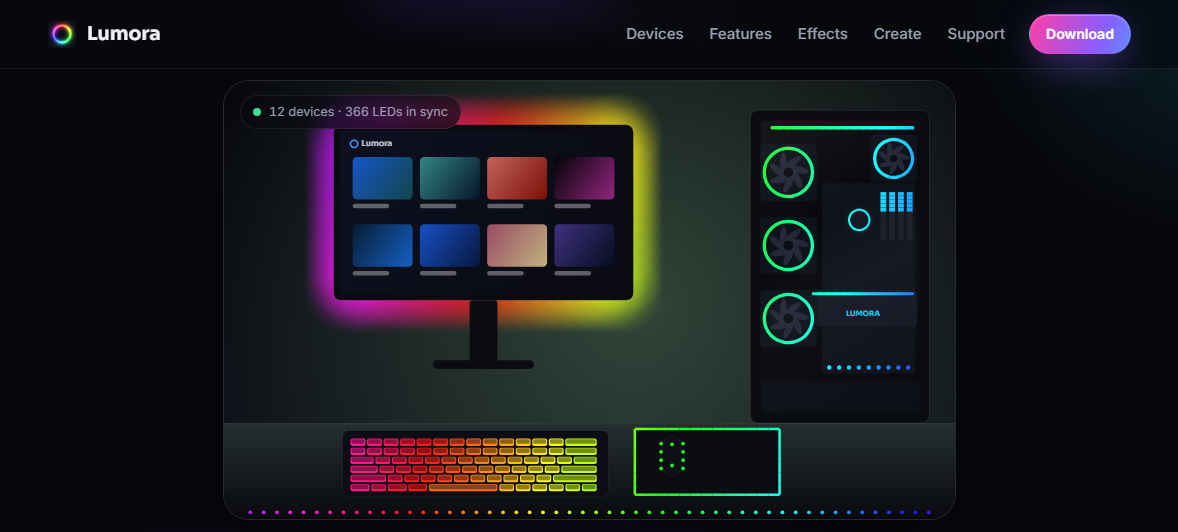 Lumora
Devices Features Effects Create Support Download
12 devices · 366 LEDs in sync
Lumora
LUMORA